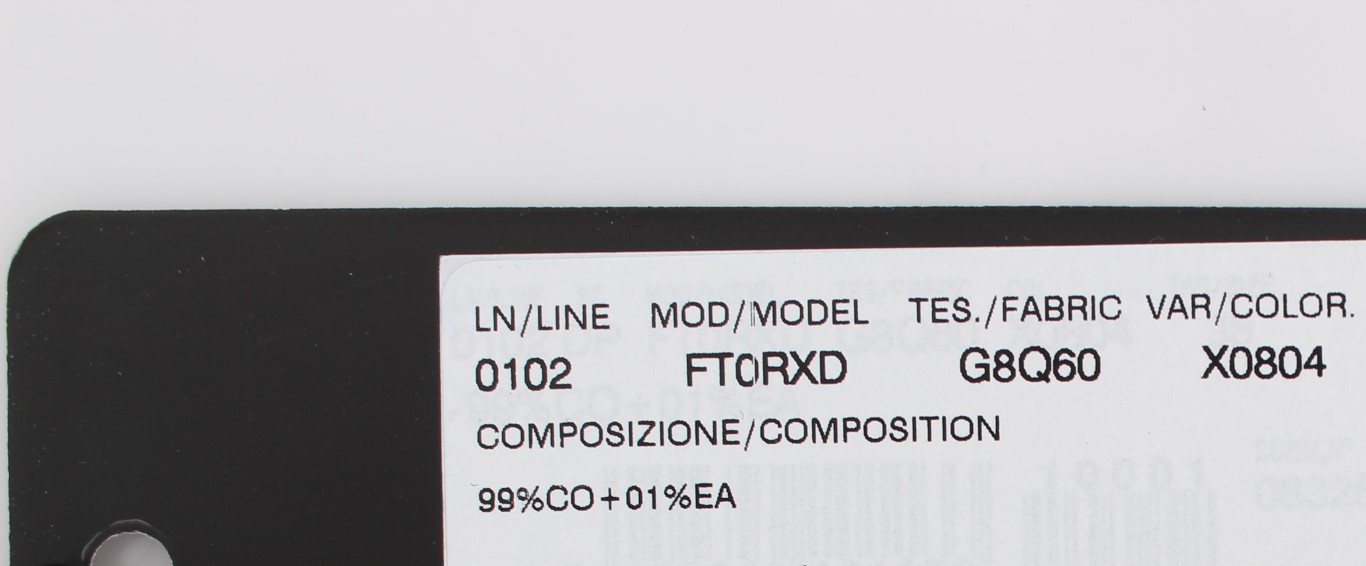 LN/LINE MOD/MODEL TES./FABRIC VAR/COLOR.
0102 FT0RXD G8Q60 X0804
COMPOSIZIONE/COMPOSITION
99%CO+01%EA